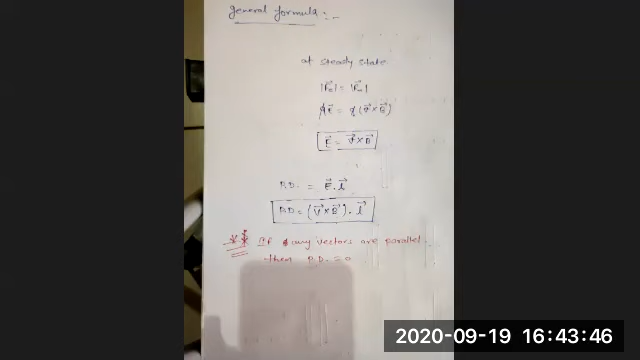 general formula:-
at steady state
|F⃗e| = |F⃗m|
qE⃗ = q(V⃗×B⃗)
E⃗ = V⃗×B⃗
P.D. = E⃗.l⃗
P.D. = (V⃗×B⃗).l⃗
** If any vectors are parallel
then P.D. = 0
2020-09-19 16:43:46